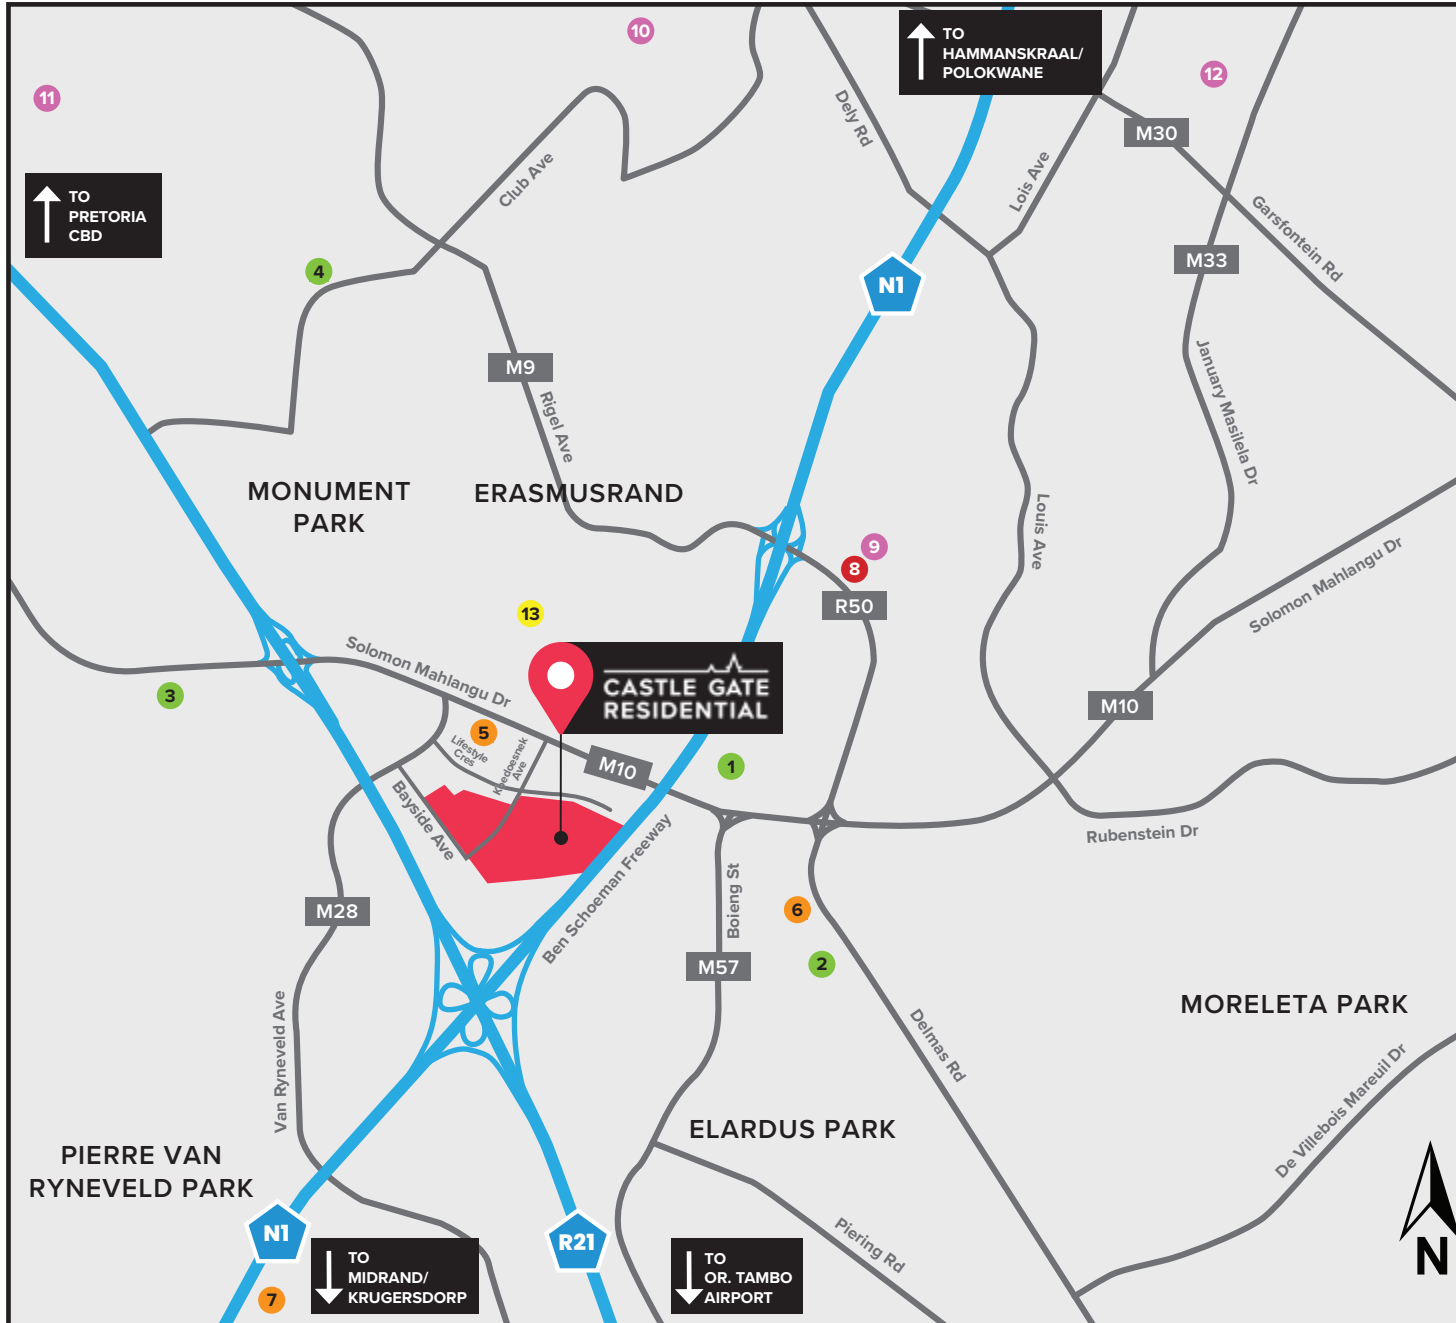 10
TO
HAMMANSKRAAL/
POLOKWANE
12
11
Dely Rd
M30
Club Ave
Lois Ave
TO
PRETORIA
CBD
Garsfontein Rd
M33
4
N1
January Masilela Dr
M9
Rigel Ave
MONUMENT
PARK
ERASMUSRAND
Louis Ave
9
8
R50
Solomon Mahlangu Dr
13
Solomon Mahlangu Dr
3
CASTLE GATE
RESIDENTIAL
M10
5
Lifestyle
Cres
Koedoesnek
Ave
M10
1
Bayside Ave
Rubenstein Dr
Ben Schoeman Freeway
Boieng St
M28
6
M57
2
MORELETA PARK
Van Ryneveld Ave
Delmas Rd
De Villebois Mareuil Dr
ELARDUS PARK
PIERRE VAN
RYNEVELD PARK
Piering Rd
N
N1
R21
TO
MIDRAND/
KRUGERSDORP
TO
OR. TAMBO
AIRPORT
7